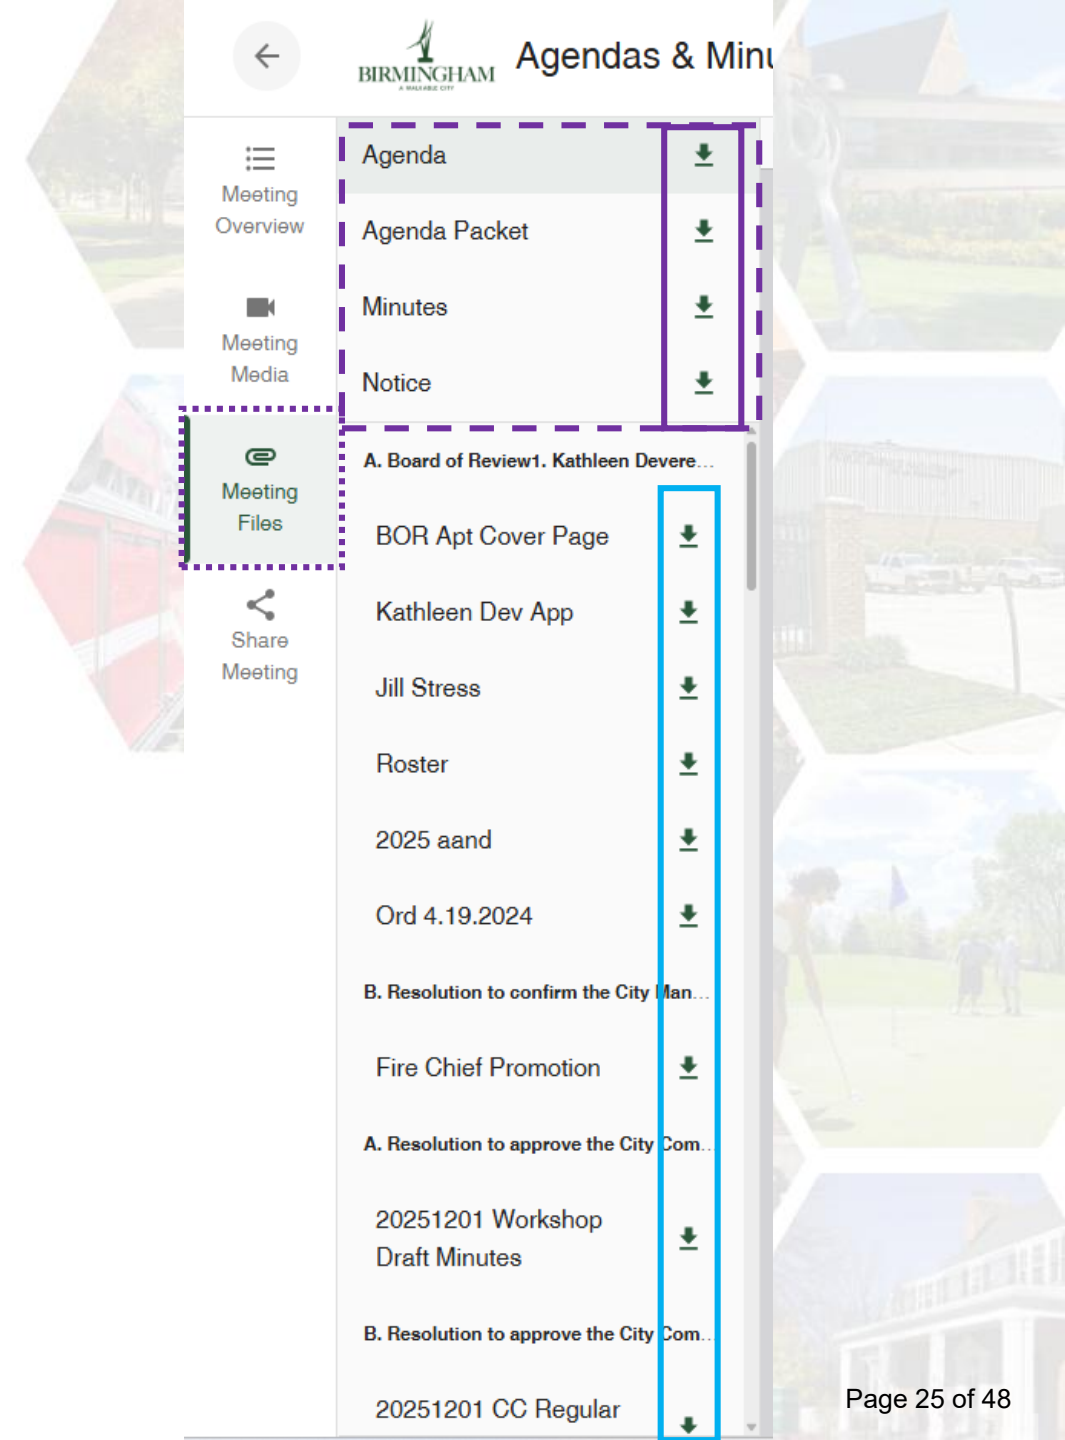 BIRMINGHAM
A WALKABLE CITY
Agendas & Minu
Meeting
Overview
Meeting
Media
Meeting
Files
Share
Meeting
Agenda
Agenda Packet
Minutes
Notice
A. Board of Review1. Kathleen Devere...
BOR Apt Cover Page
Kathleen Dev App
Jill Stress
Roster
2025 aand
Ord 4.19.2024
B. Resolution to confirm the City Man...
Fire Chief Promotion
A. Resolution to approve the City Com...
20251201 Workshop
Draft Minutes
B. Resolution to approve the City Com...
20251201 CC Regular
Page 25 of 48